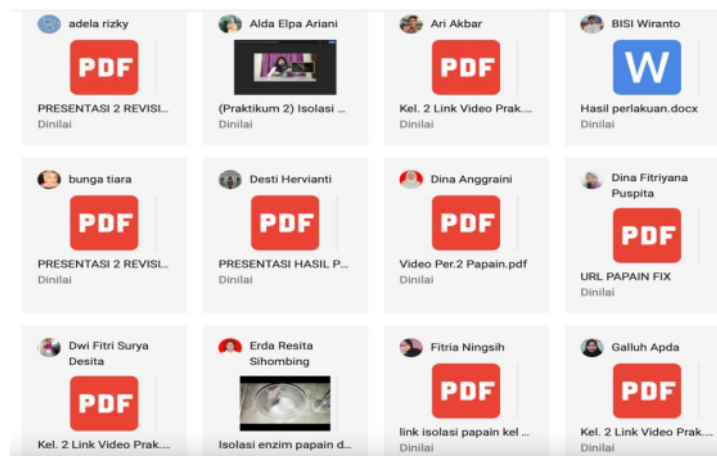 adela rizky
PDF
PRESENTASI 2 REVISI...
Dinilai
Alda Elpa Ariani
(Praktikum 2) Isolasi ...
Dinilai
Ari Akbar
PDF
Kel. 2 Link Video Prak....
Dinilai
BISI Wiranto
W
Hasil perlakuan.docx
Dinilai
bunga tiara
PDF
PRESENTASI 2 REVISI...
Dinilai
Desti Hervianti
PDF
PRESENTASI HASIL P...
Dinilai
Dina Anggraini
PDF
Video Per.2 Papain.pdf
Dinilai
Dina Fitriyana
Puspita
PDF
URL PAPAIN FIX
Dinilai
Dwi Fitri Surya
Desita
PDF
Kel. 2 Link Video Prak....
Erda Resita
Sihombing
Isolasi enzim papain d...
Fitria Ningsih
PDF
link isolasi papain kel ...
Dinilai
Galluh Apda
PDF
Kel. 2 Link Video Prak....
Dinilai